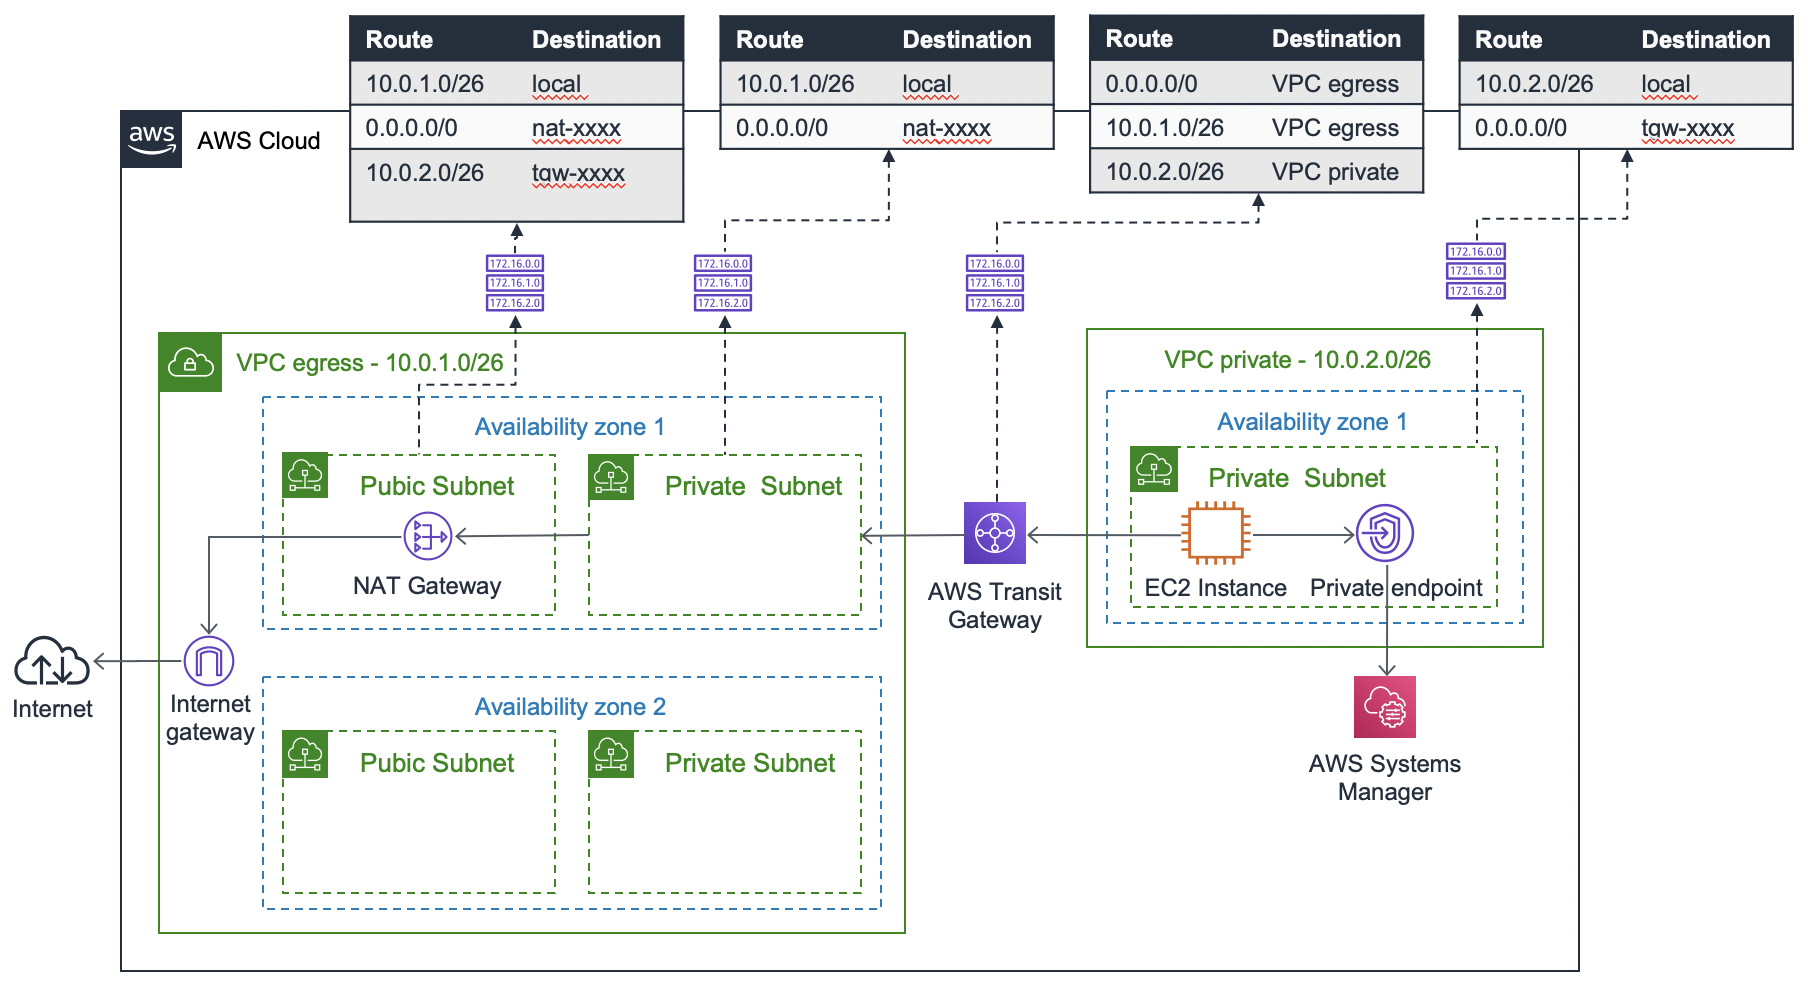 Route Destination
10.0.1.0/26 local
0.0.0.0/0 nat-xxxx
10.0.2.0/26 tgw-xxxx
Route Destination
10.0.1.0/26 local
0.0.0.0/0 nat-xxxx
Route Destination
0.0.0.0/0 VPC egress
10.0.1.0/26 VPC egress
10.0.2.0/26 VPC private
Route Destination
10.0.2.0/26 local
0.0.0.0/0 tgw-xxxx
aws
AWS Cloud
172.16.0.0
172.16.1.0
172.16.2.0
172.16.0.0
172.16.1.0
172.16.2.0
172.16.0.0
172.16.1.0
172.16.2.0
172.16.0.0
172.16.1.0
172.16.2.0
VPC egress - 10.0.1.0/26
Availability zone 1
Pubic Subnet
NAT Gateway
Private Subnet
AWS Transit
Gateway
VPC private - 10.0.2.0/26
Availability zone 1
Private Subnet
EC2 Instance
Private endpoint
Internet
Internet
gateway
Availability zone 2
Pubic Subnet
Private Subnet
AWS Systems
Manager